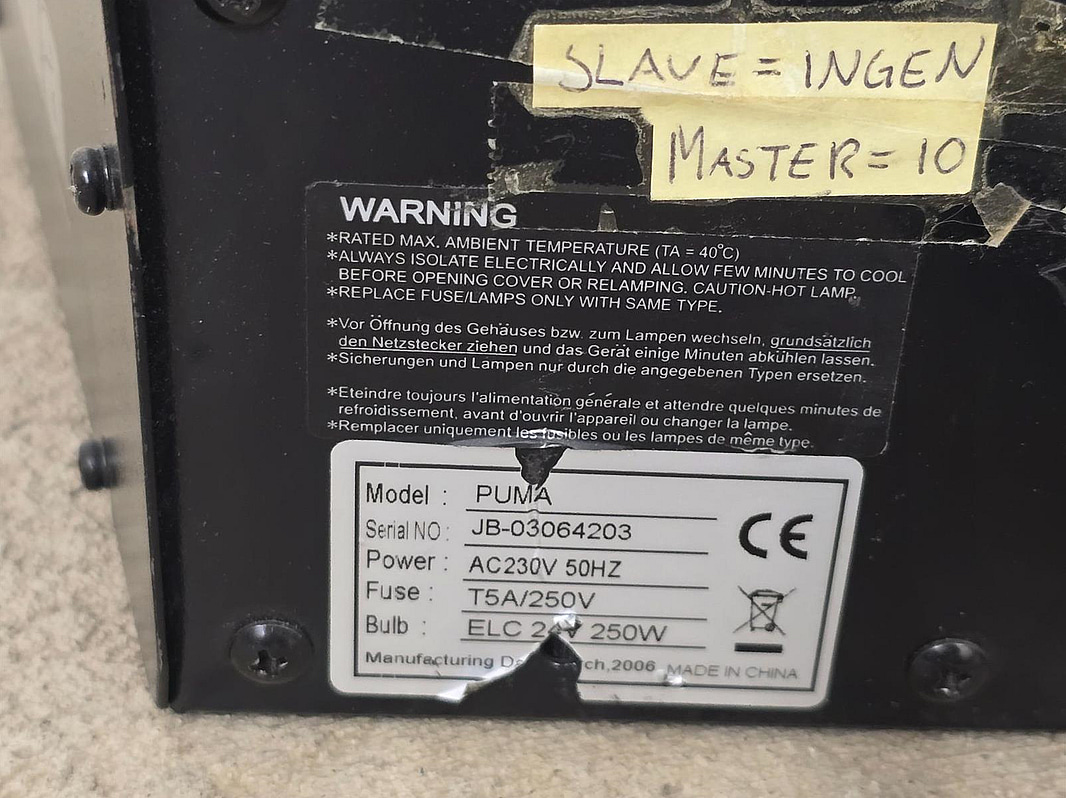 SLAVE = INGEN
MASTER = 10
WARNING
*RATED MAX. AMBIENT TEMPERATURE (TA = 40°C)
*ALWAYS ISOLATE ELECTRICALLY AND ALLOW FEW MINUTES TO COOL
BEFORE OPENING COVER OR RELAMPING. CAUTION-HOT LAMP.
*REPLACE FUSE/LAMPS ONLY WITH SAME TYPE.
*Vor Öffnung des Gehäuses bzw. zum Lampen wechseln, grundsätzlich
den Netzstecker ziehen und das Gerät einige Minuten abkühlen lassen.
*Sicherungen und Lampen nur durch die angegebenen Typen ersetzen.
*Eteindre toujours l'alimentation générale et attendre quelques minutes de
refroidissement, avant d'ouvrir l'appareil ou changer la lampe.
*Remplacer uniquement les fusibles ou les lampes de même type.
Model : PUMA
Serial NO : JB-03064203
CE
Power : AC230V 50HZ
Fuse : T5A/250V
Bulb : ELC 24V 250W
Manufacturing ch,2006 MADE IN CHINA